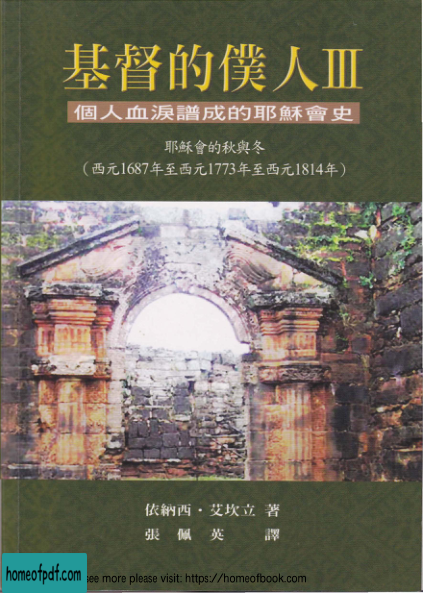 基督的僕人III
個人血淚譜成的耶穌會史
耶穌會的秋與冬
(西元1687年至西元1773年至西元1814年)
依納西·艾坎立 著
張佩英 譯
homeofpdf.com
see more please visit: https://homeofbook.com